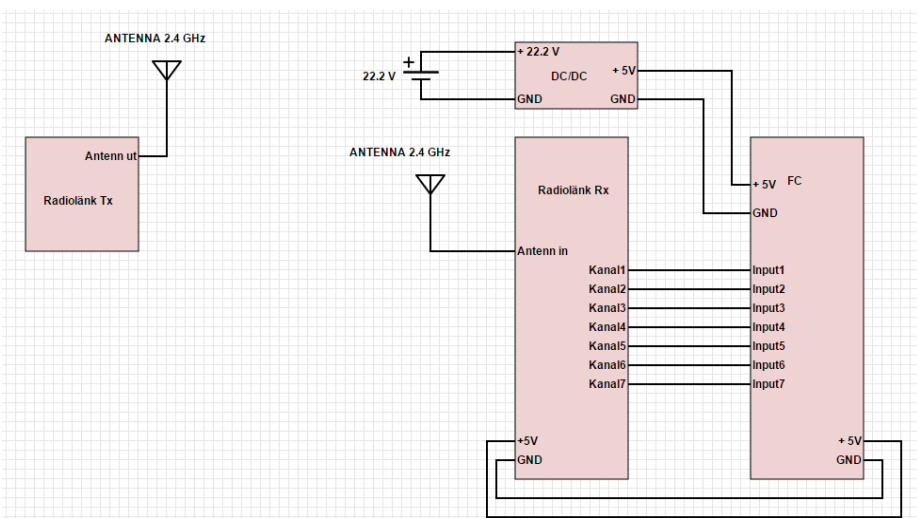 ANTENNA 2.4 GHz
Antenn ut
Radiolänk Tx
22.2 V
+
+ 22.2 V
DC/DC
+ 5V
GND
GND
ANTENNA 2.4 GHz
Radiolänk Rx
Antenn in
Kanal1
Kanal2
Kanal3
Kanal4
Kanal5
Kanal6
Kanal7
+5V
GND
+ 5V
FC
GND
Input1
Input2
Input3
Input4
Input5
Input6
Input7
+ 5V
GND